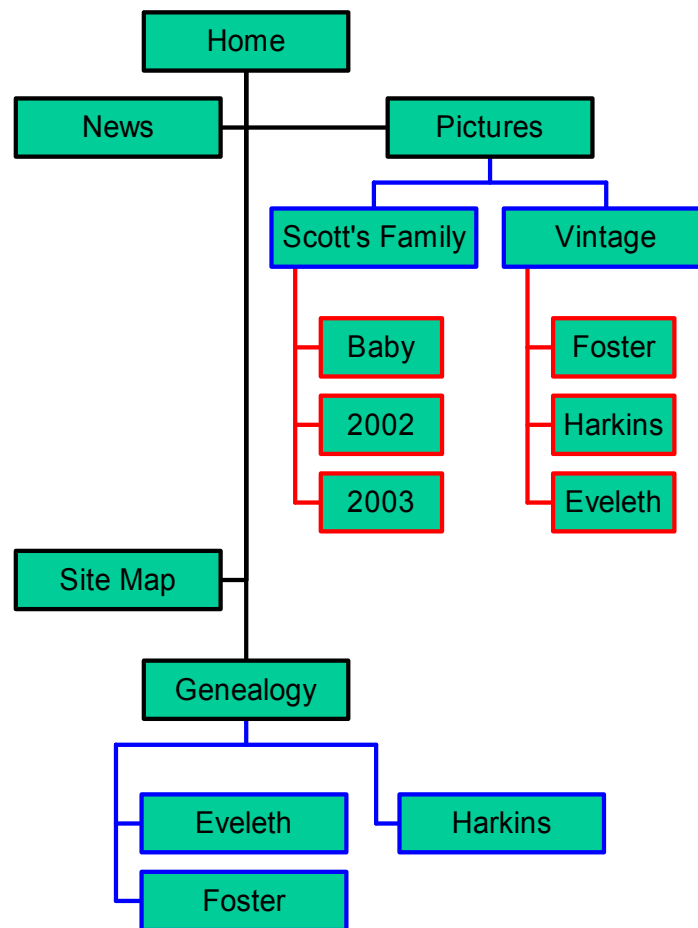 Home
News
Pictures
Scott's Family
Vintage
Baby
Foster
2002
Harkins
2003
Eveleth
Site Map
Genealogy
Eveleth
Harkins
Foster